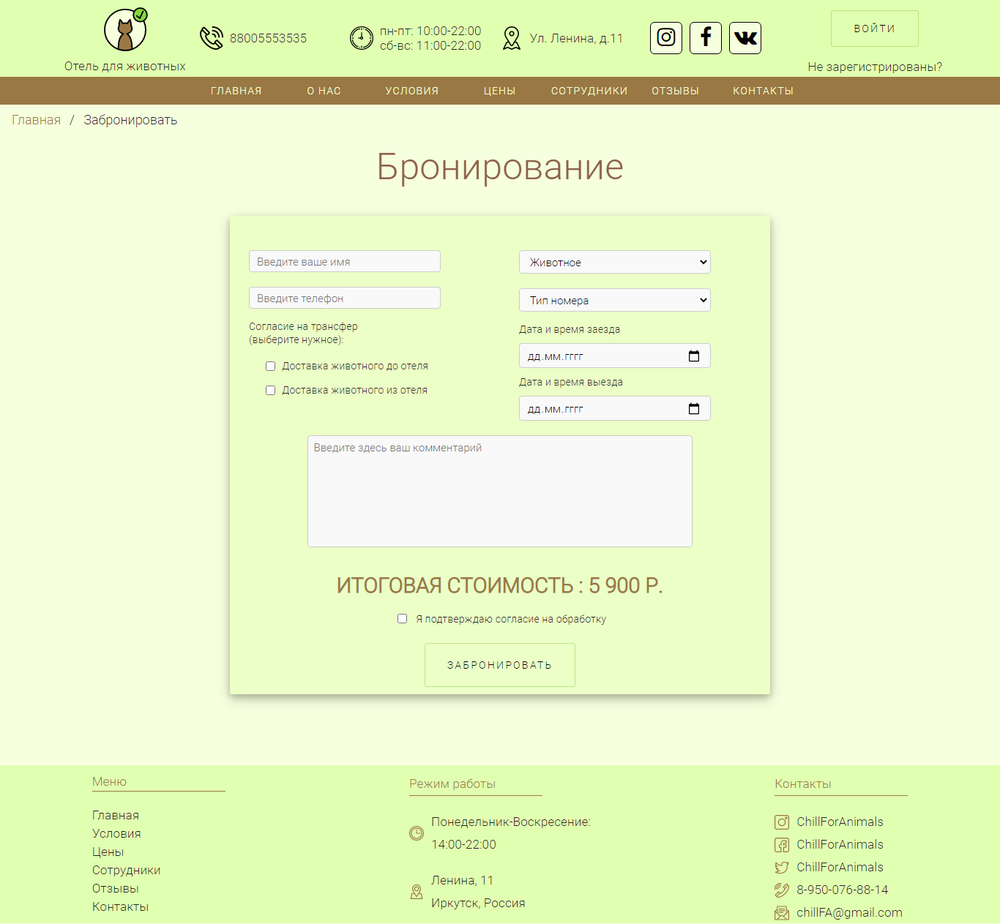 Отель для животных
88005553535
пн-пт: 10:00-22:00
сб-вс: 11:00-22:00
Ул. Ленина, д.11
ВОЙТИ
Не зарегистрированы?
ГЛАВНАЯ О НАС УСЛОВИЯ ЦЕНЫ СОТРУДНИКИ ОТЗЫВЫ КОНТАКТЫ
Главная / Забронировать
Бронирование
Введите ваше имя
Введите телефон
Согласие на трансфер
(выберите нужное):
Доставка животного до отеля
Доставка животного из отеля
Животное
Тип номера
Дата и время заезда
дд.мм.гггг
Дата и время выезда
дд.мм.гггг
Введите здесь ваш комментарий
ИТОГОВАЯ СТОИМОСТЬ : 5 900 Р.
Я подтверждаю согласие на обработку
ЗАБРОНИРОВАТЬ
Меню
Главная
Условия
Цены
Сотрудники
Отзывы
Контакты
Режим работы
Понедельник-Воскресение:
14:00-22:00
Ленина, 11
Иркутск, Россия
Контакты
ChillForAnimals
ChillForAnimals
ChillForAnimals
8-950-076-88-14
chillFA@gmail.com